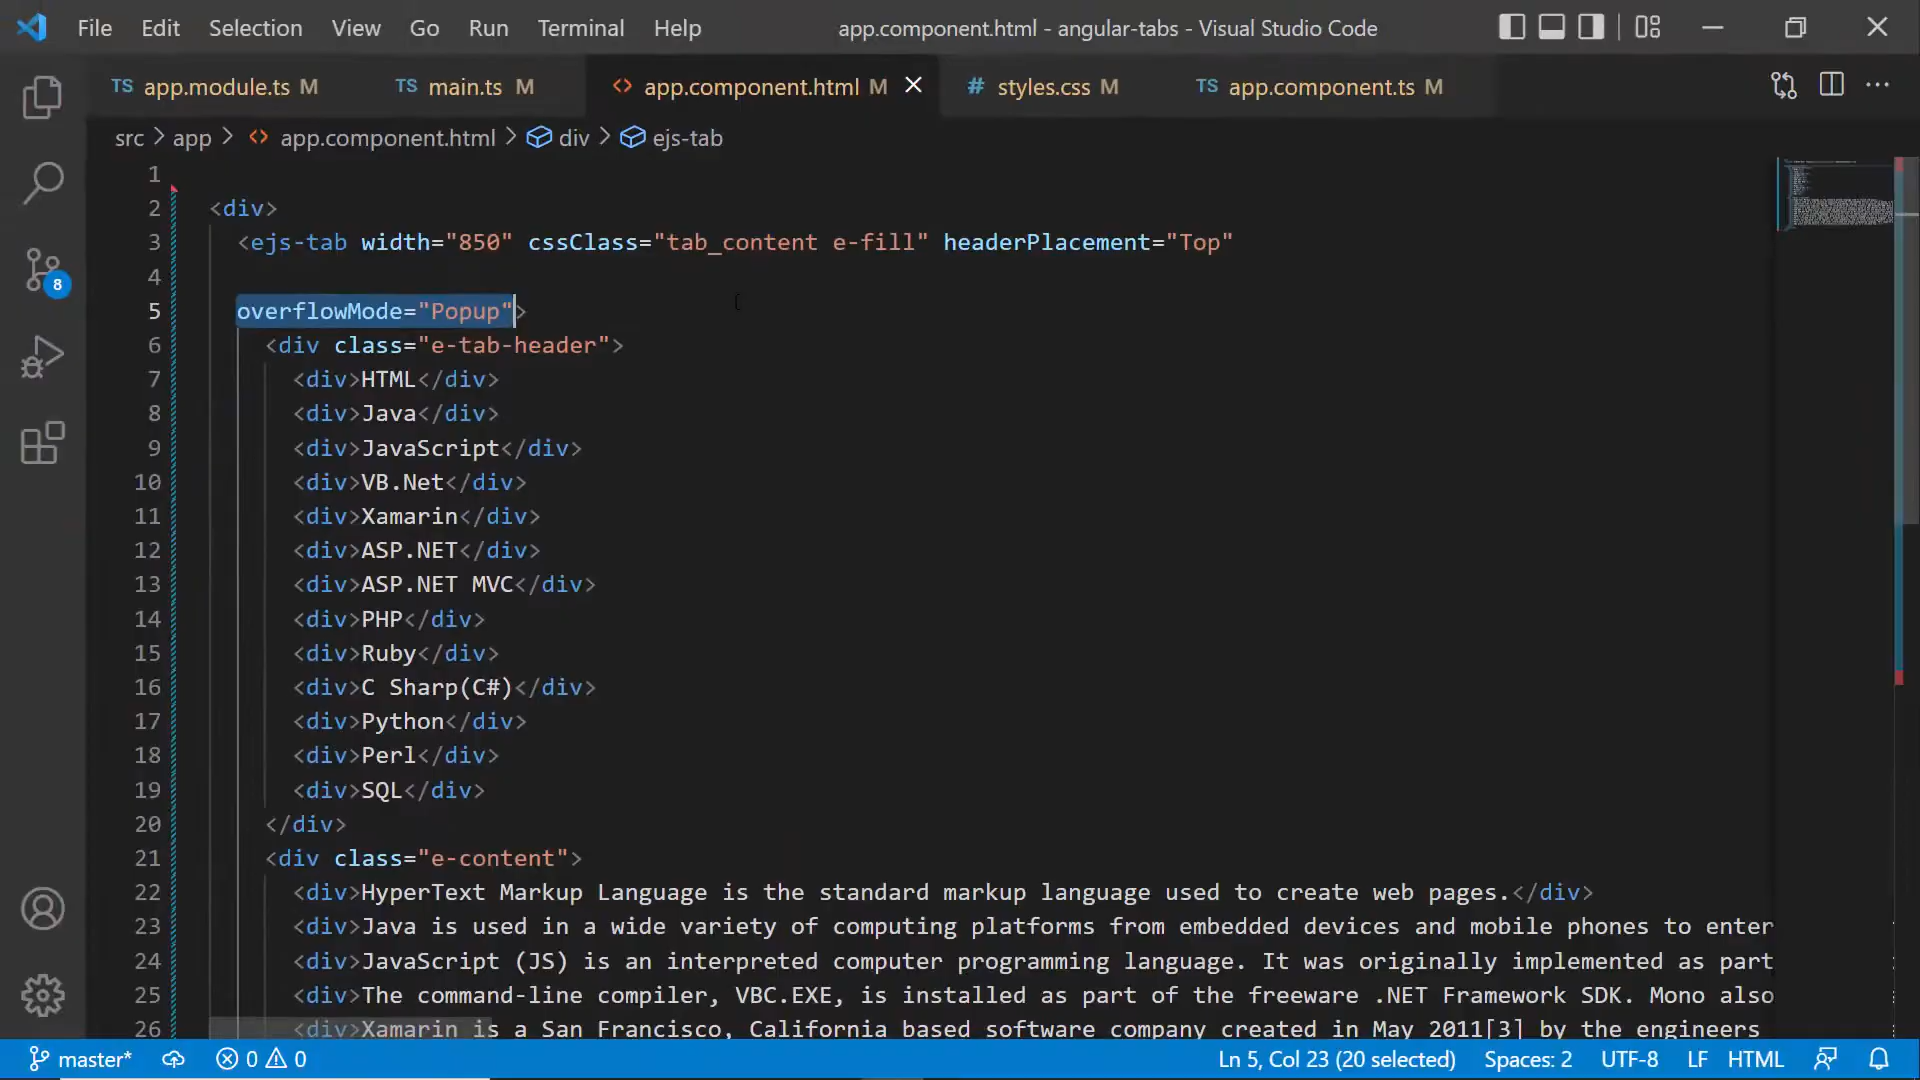 File Edit Selection View Go Run Terminal Help app.component.html - angular-tabs - Visual Studio Code
TS app.module.ts M TS main.ts M <> app.component.html M # styles.css M TS app.component.ts M
src > app > <> app.component.html > div > ejs-tab
1
2 <div>
3 <ejs-tab width="850" cssClass="tab_content e-fill" headerPlacement="Top"
4
5 overflowMode="Popup">
6 <div class="e-tab-header">
7 <div>HTML</div>
8 <div>Java</div>
9 <div>JavaScript</div>
10 <div>VB.Net</div>
11 <div>Xamarin</div>
12 <div>ASP.NET</div>
13 <div>ASP.NET MVC</div>
14 <div>PHP</div>
15 <div>Ruby</div>
16 <div>C Sharp(C#)</div>
17 <div>Python</div>
18 <div>Perl</div>
19 <div>SQL</div>
20 </div>
21 <div class="e-content">
22 <div>HyperText Markup Language is the standard markup language used to create web pages.</div>
23 <div>Java is used in a wide variety of computing platforms from embedded devices and mobile phones to enter
24 <div>JavaScript (JS) is an interpreted computer programming language. It was originally implemented as part
25 <div>The command-line compiler, VBC.EXE, is installed as part of the freeware .NET Framework SDK. Mono also
26 <div>Xamarin is a San Francisco, California based software company created in May 2011[3] by the engineers
8
master* 0 0 Ln 5, Col 23 (20 selected) Spaces: 2 UTF-8 LF HTML